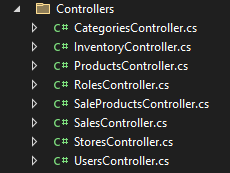 Controllers
C# CategoriesController.cs
C# InventoryController.cs
C# ProductsController.cs
C# RolesController.cs
C# SaleProductsController.cs
C# SalesController.cs
C# StoresController.cs
C# UsersController.cs